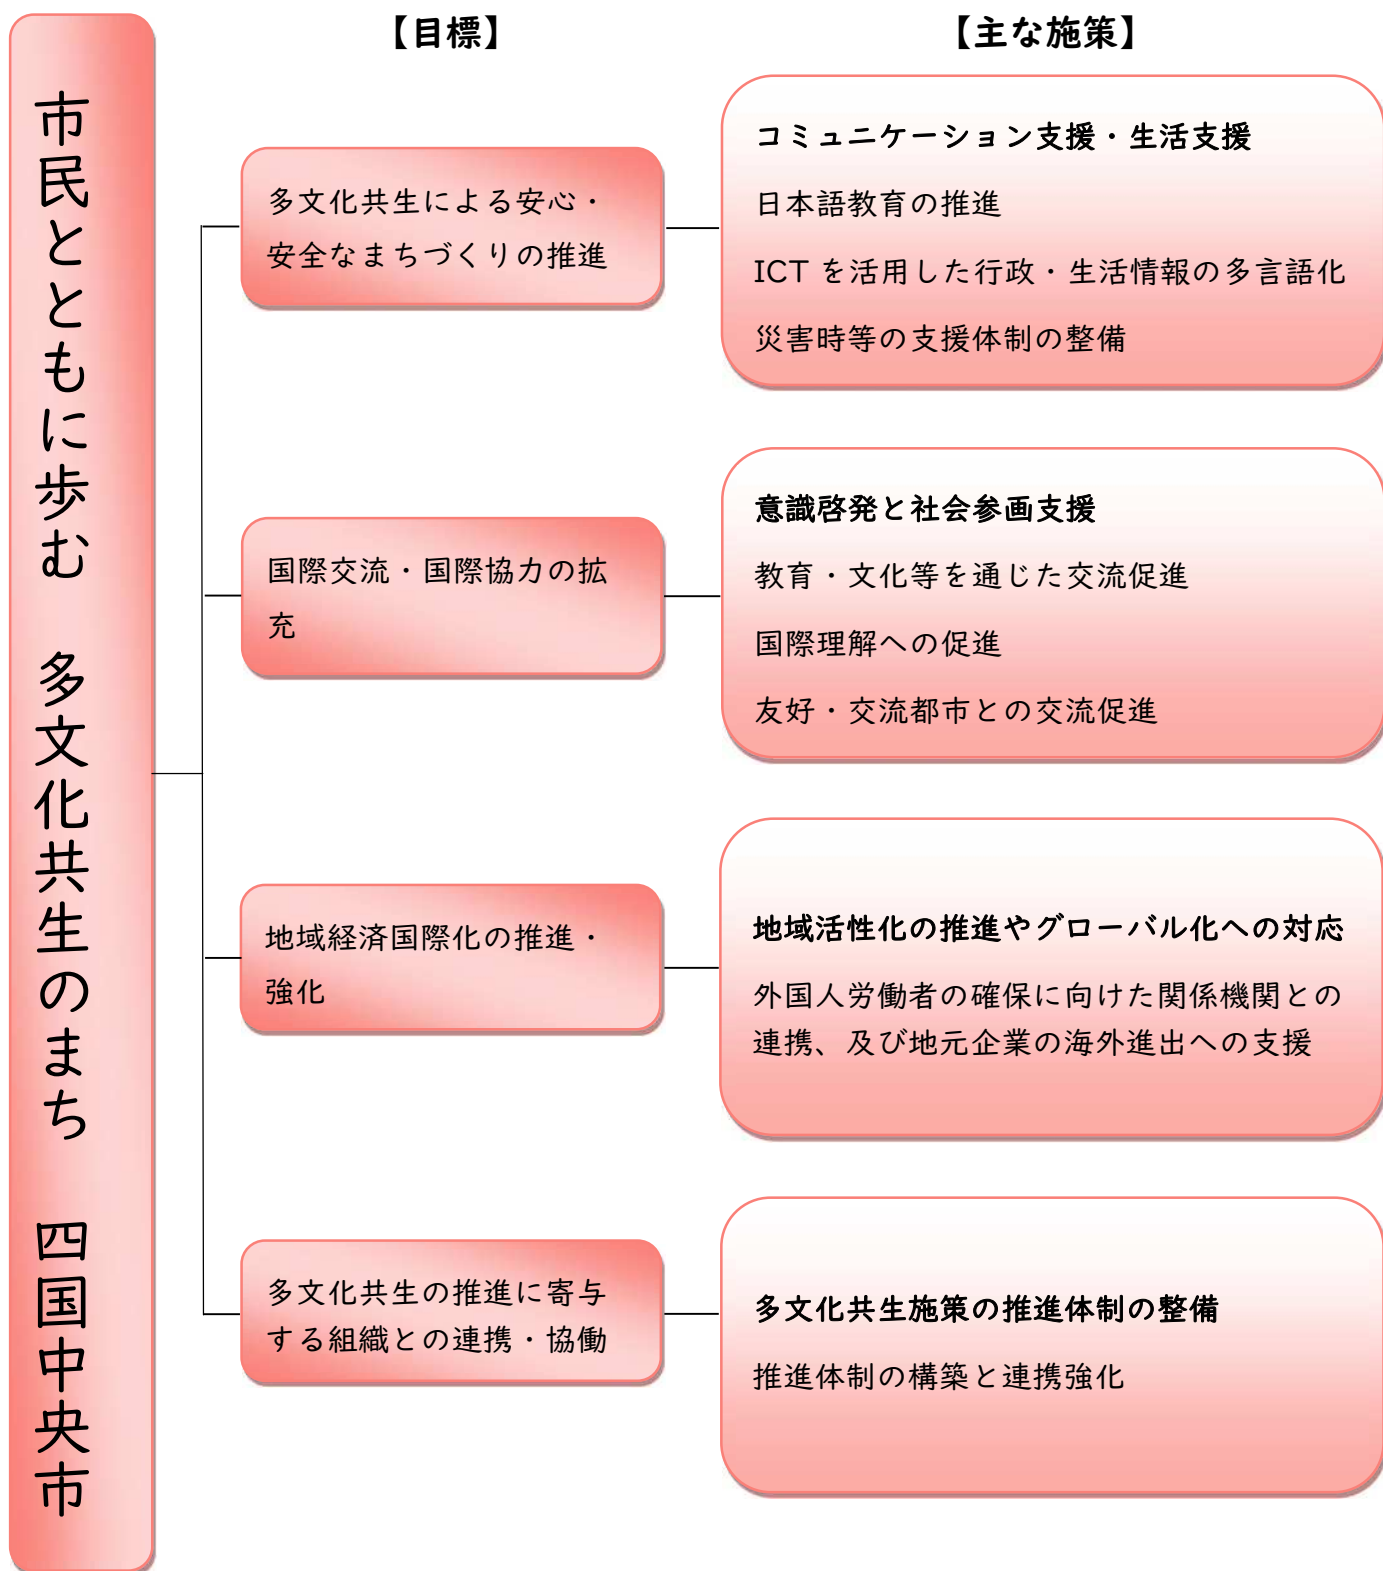 市民とともに歩む　多文化共生のまち　四国中央市
【目標】
【主な施策】
多文化共生による安心・
安全なまちづくりの推進
コミュニケーション支援・生活支援
日本語教育の推進
ICT を活用した行政・生活情報の多言語化
災害時等の支援体制の整備
国際交流・国際協力の拡
充
意識啓発と社会参画支援
教育・文化等を通じた交流促進
国際理解への促進
友好・交流都市との交流促進
地域経済国際化の推進・
強化
地域活性化の推進やグローバル化への対応
外国人労働者の確保に向けた関係機関との
連携、及び地元企業の海外進出への支援
多文化共生の推進に寄与
する組織との連携・協働
多文化共生施策の推進体制の整備
推進体制の構築と連携強化